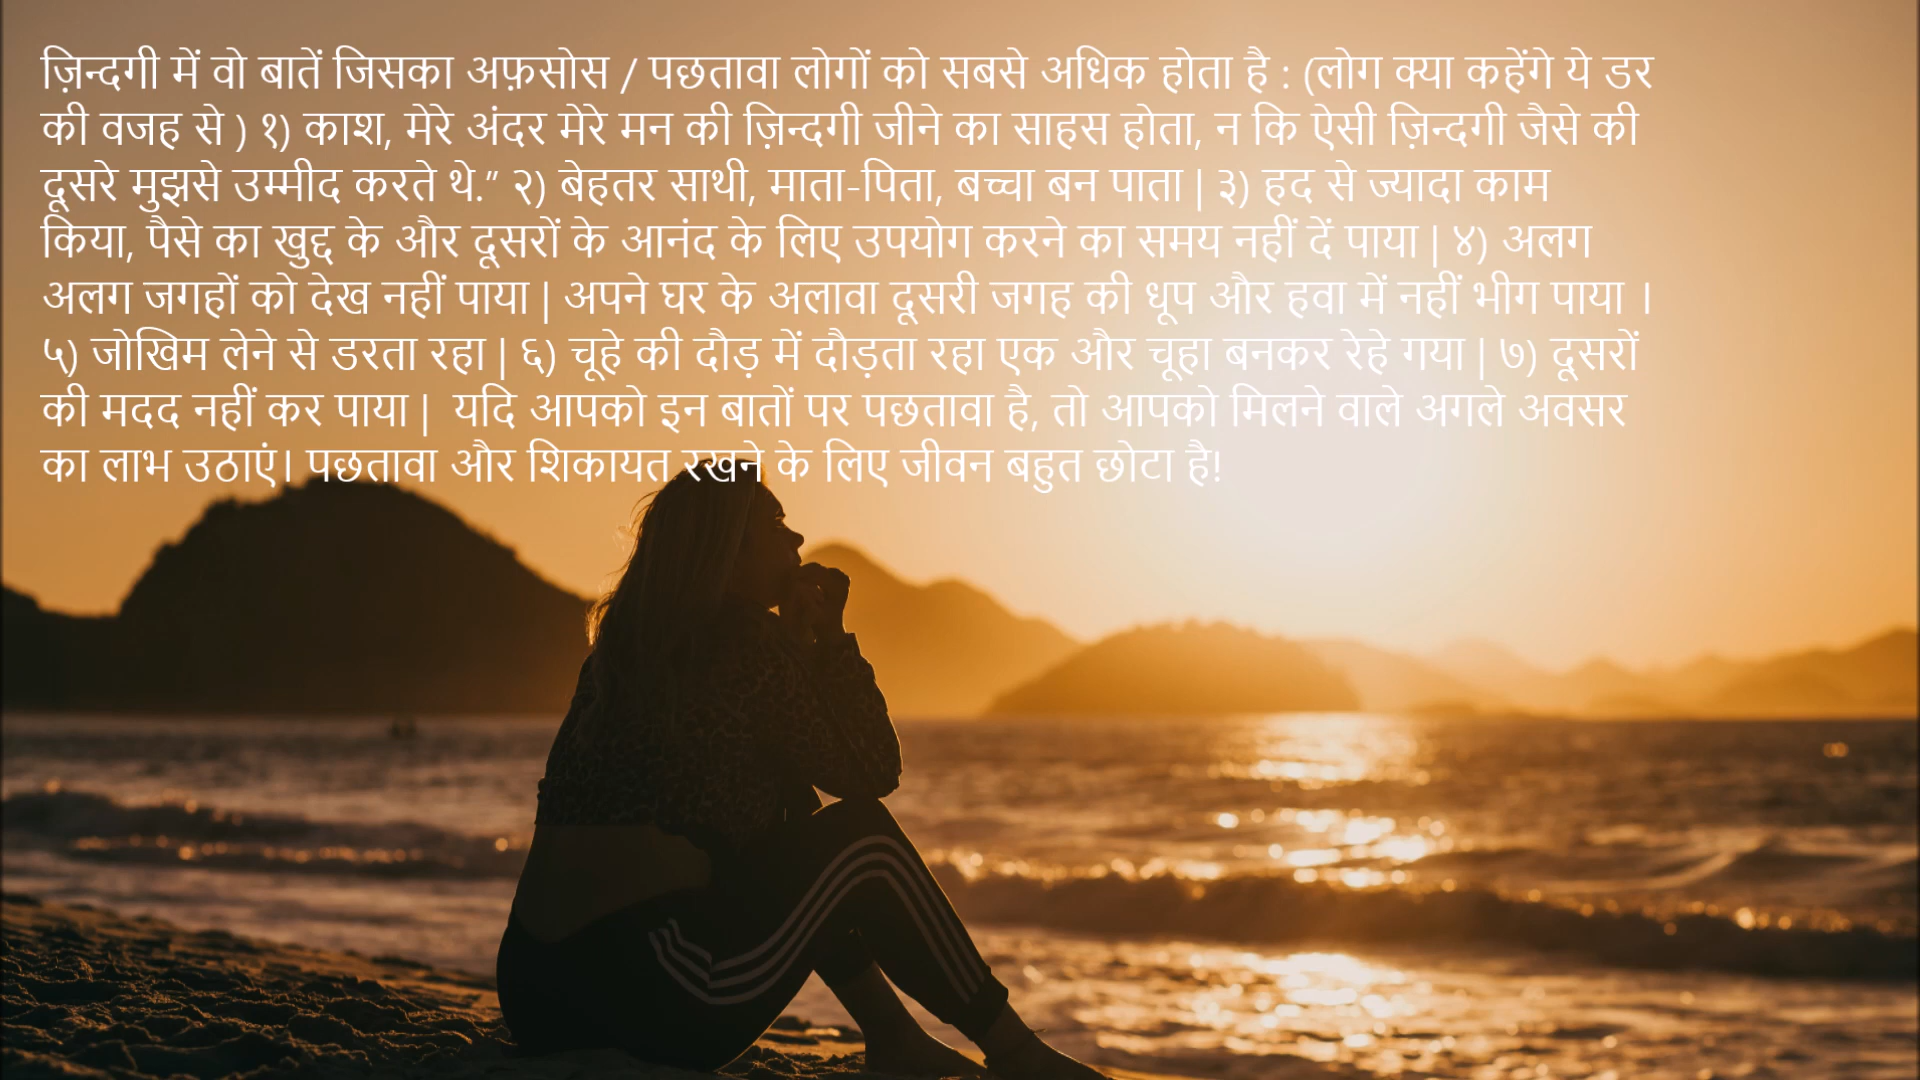 ज़िन्दगी में वो बातें जिसका अफ़सोस / पछतावा लोगों को सबसे अधिक होता है : (लोग क्या कहेंगे ये डर
की वजह से ) १) काश, मेरे अंदर मेरे मन की ज़िन्दगी जीने का साहस होता, न कि ऐसी ज़िन्दगी जैसे की
दूसरे मुझसे उम्मीद करते थे.” २) बेहतर साथी, माता-पिता, बच्चा बन पाता | ३) हद से ज्यादा काम
किया, पैसे का खुद्द के और दूसरों के आनंद के लिए उपयोग करने का समय नहीं दें पाया | ४) अलग
अलग जगहों को देख नहीं पाया | अपने घर के अलावा दूसरी जगह की धूप और हवा में नहीं भीग पाया ।
५) जोखिम लेने से डरता रहा | ६) चूहे की दौड़ में दौड़ता रहा एक और चूहा बनकर रेहे गया | ७) दूसरों
की मदद नहीं कर पाया |  यदि आपको इन बातों पर पछतावा है, तो आपको मिलने वाले अगले अवसर
का लाभ उठाएं। पछतावा और शिकायत रखने के लिए जीवन बहुत छोटा है!